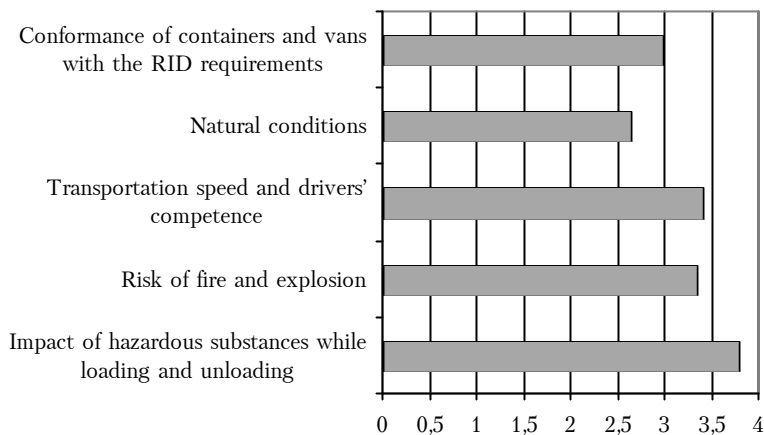 Conformance of containers and vans
with the RID requirements
Natural conditions
Transportation speed and drivers’
competence
Risk of fire and explosion
Impact of hazardous substances while
loading and unloading
0 0,5 1 1,5 2 2,5 3 3,5 4